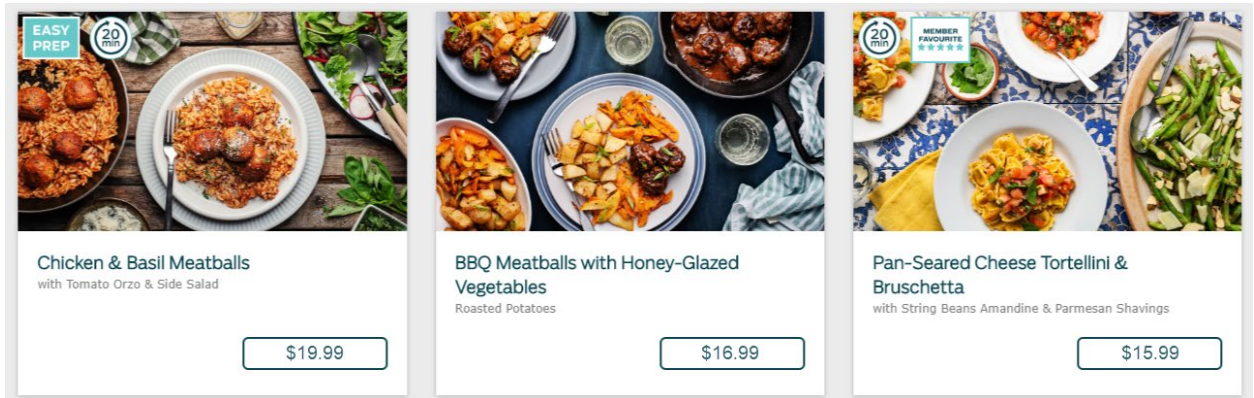 EASY
PREP
20
min
Chicken & Basil Meatballs
with Tomato Orzo & Side Salad
$19.99
BBQ Meatballs with Honey-Glazed
Vegetables
Roasted Potatoes
$16.99
20
min
MEMBER
FAVOURITE
Pan-Seared Cheese Tortellini &
Bruschetta
with String Beans Amandine & Parmesan Shavings
$15.99